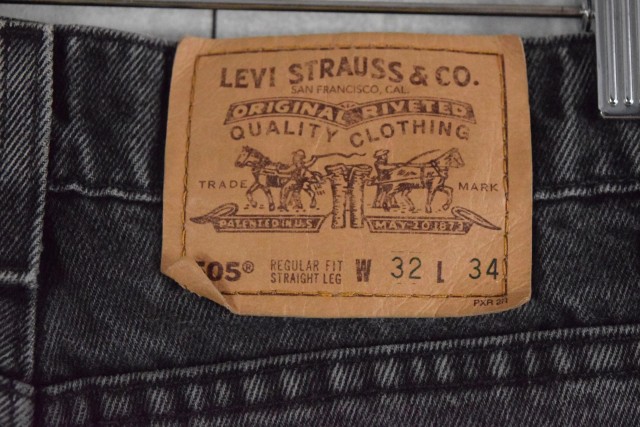 LEVI STRAUSS & CO.
SAN FRANCISCO, CAL.
ORIGINAL RIVETED
QUALITY CLOTHING
TRADE MARK
PATENTED IN U.S. MAY 20 1873
505® REGULAR FIT STRAIGHT LEG W 32 L 34